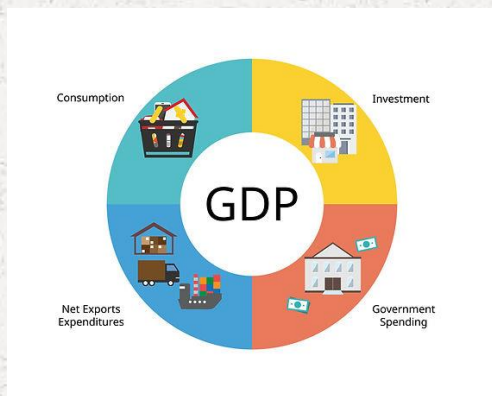 Consumption
Investment
GDP
Net Exports
Expenditures
Government
Spending